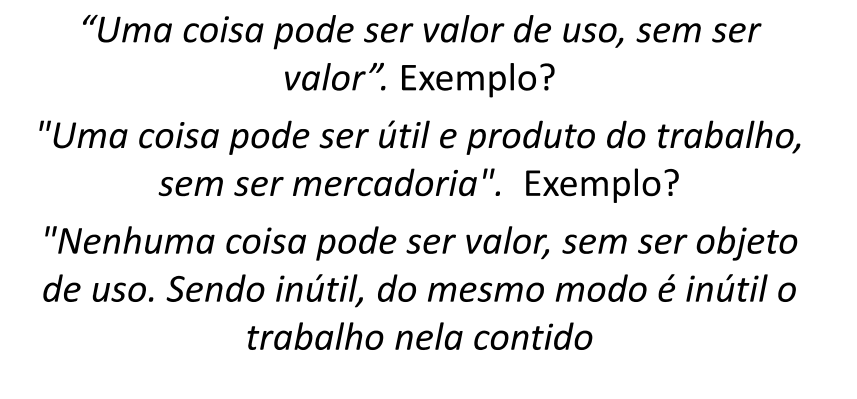 “Uma coisa pode ser valor de uso, sem ser
valor”. Exemplo?
"Uma coisa pode ser útil e produto do trabalho,
sem ser mercadoria".  Exemplo?
"Nenhuma coisa pode ser valor, sem ser objeto
de uso. Sendo inútil, do mesmo modo é inútil o
trabalho nela contido